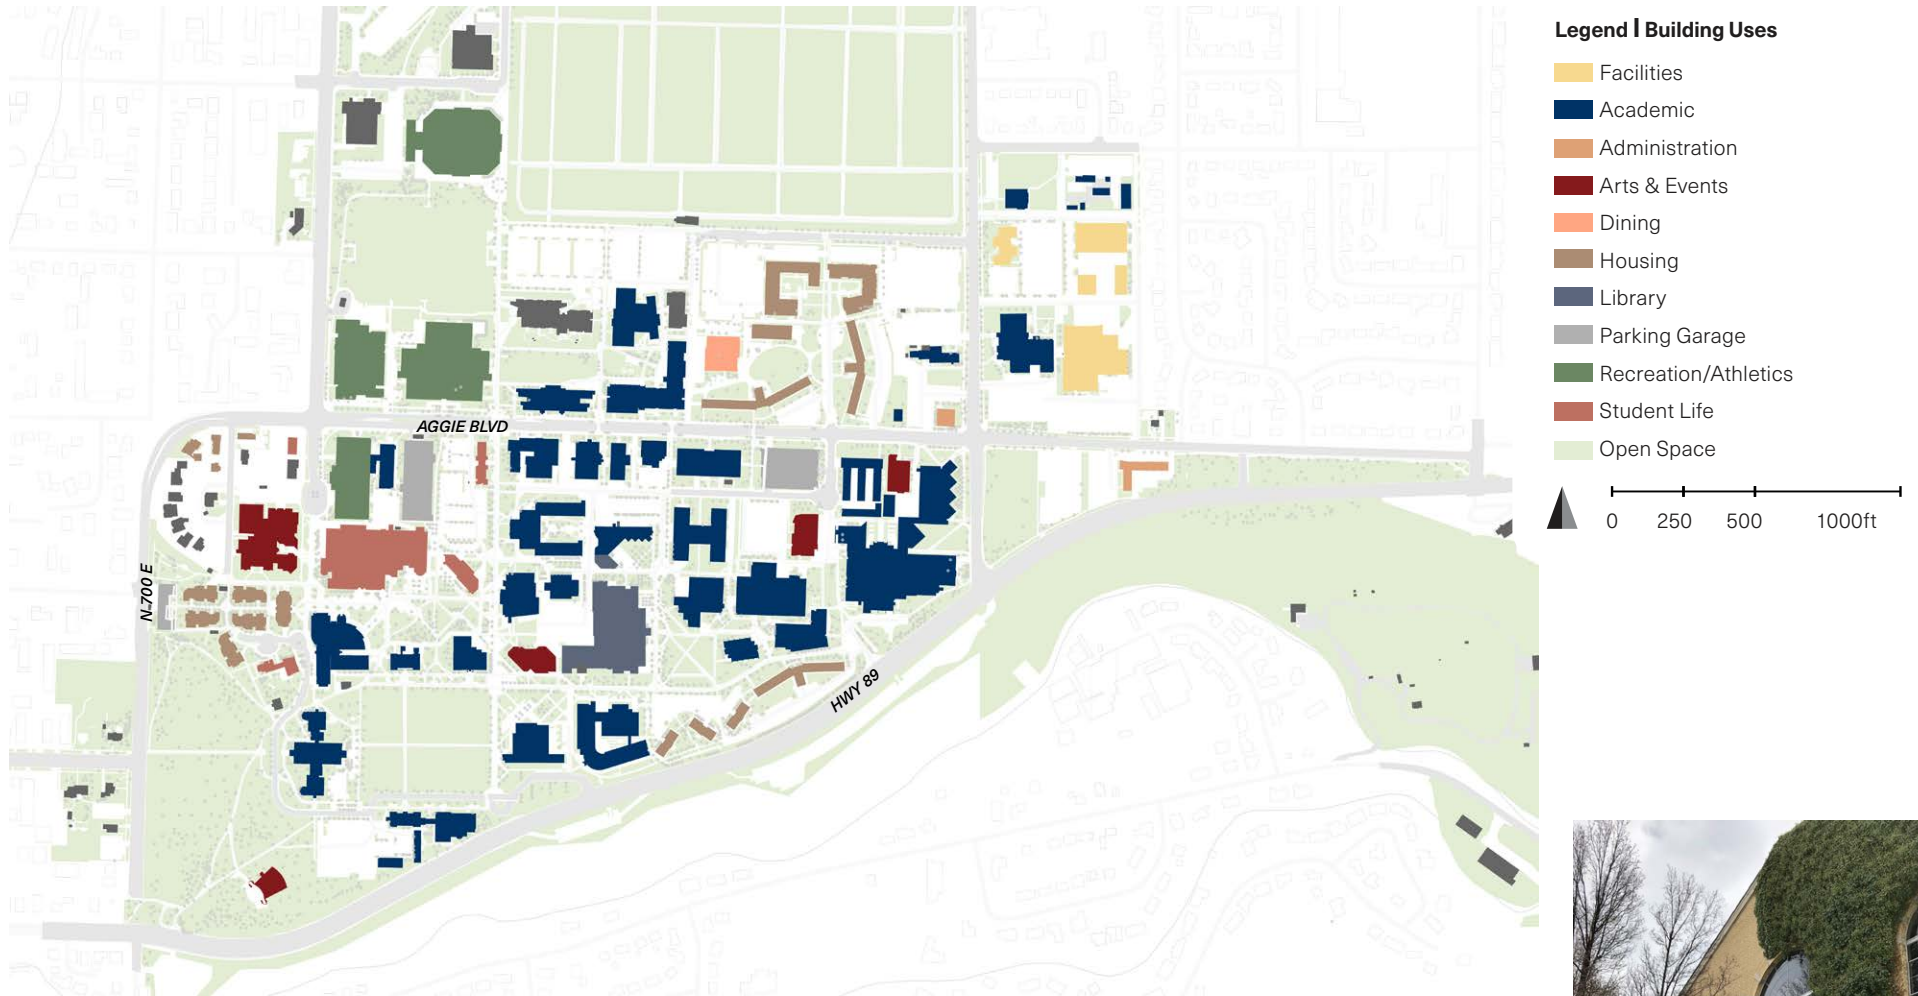 Legend | Building Uses
Facilities
Academic
Administration
Arts & Events
Dining
Housing
Library
Parking Garage
Recreation/Athletics
Student Life
Open Space
0 250 500 1000ft
AGGIE BLVD
N-700 E
HWY 89